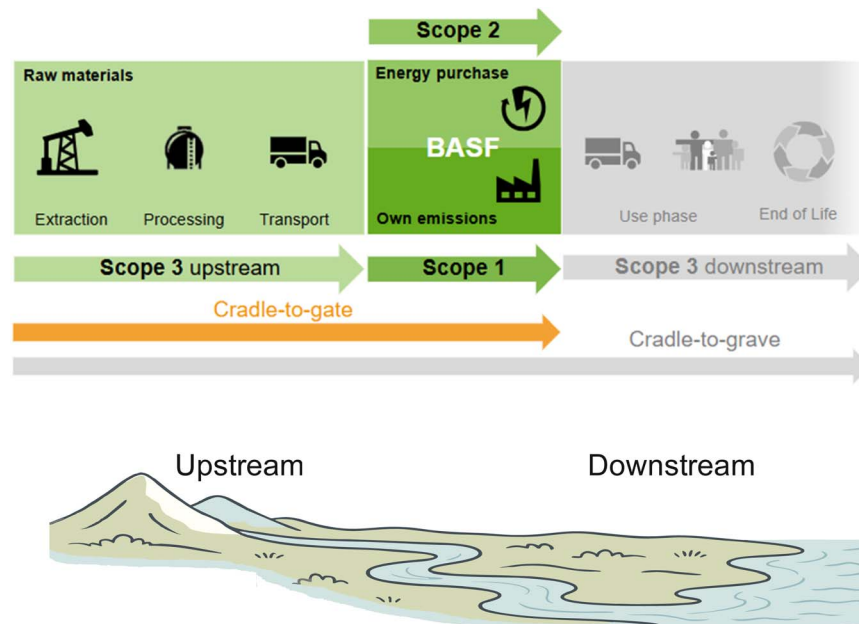 Scope 2
Raw materials
Energy purchase
BASF
Extraction
Processing
Transport
Own emissions
Use phase
End of Life
Scope 3 upstream
Scope 1
Scope 3 downstream
Cradle-to-gate
Cradle-to-grave
Upstream
Downstream